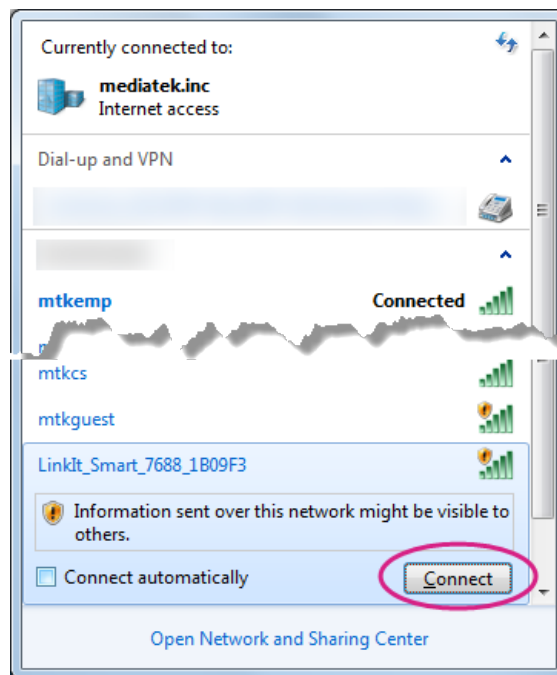 Currently connected to:
mediatek.inc
Internet access
Dial-up and VPN
mtkemp Connected
mtkcs
mtkguest
LinkIt_Smart_7688_1B09F3
Information sent over this network might be visible to
others.
Connect automatically Connect
Open Network and Sharing Center